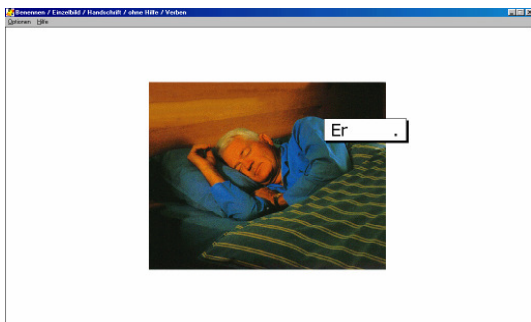 Benennen / Einzelbild / Handschrift / ohne Hilfe / Verben
Optionen Hilfe
Er .